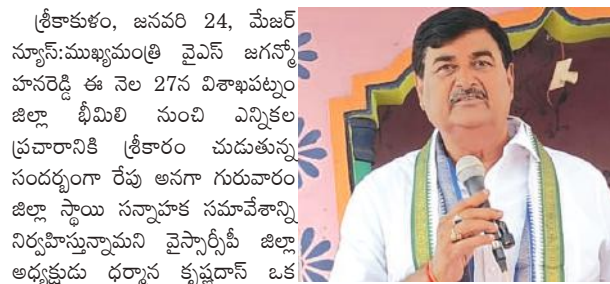 శ్రీకాకుళం, జనవరి 24, మేజర్
న్యూస్:ముఖ్యమంత్రి వైఎస్ జగన్మో
హనరెడ్డి ఈ నెల 27న విశాఖపట్నం
జిల్లా భీమిలి నుంచి ఎన్నికల
ప్రచారానికి శ్రీకారం చుడుతున్న
సందర్భంగా రేపు అనగా గురువారం
జిల్లా స్థాయి సన్నాహక సమావేశాన్ని
నిర్వహిస్తున్నామని వైస్సార్సీపీ జిల్లా
అధ్యక్షుడు ధర్మాన కృష్ణదాస్ ఒక